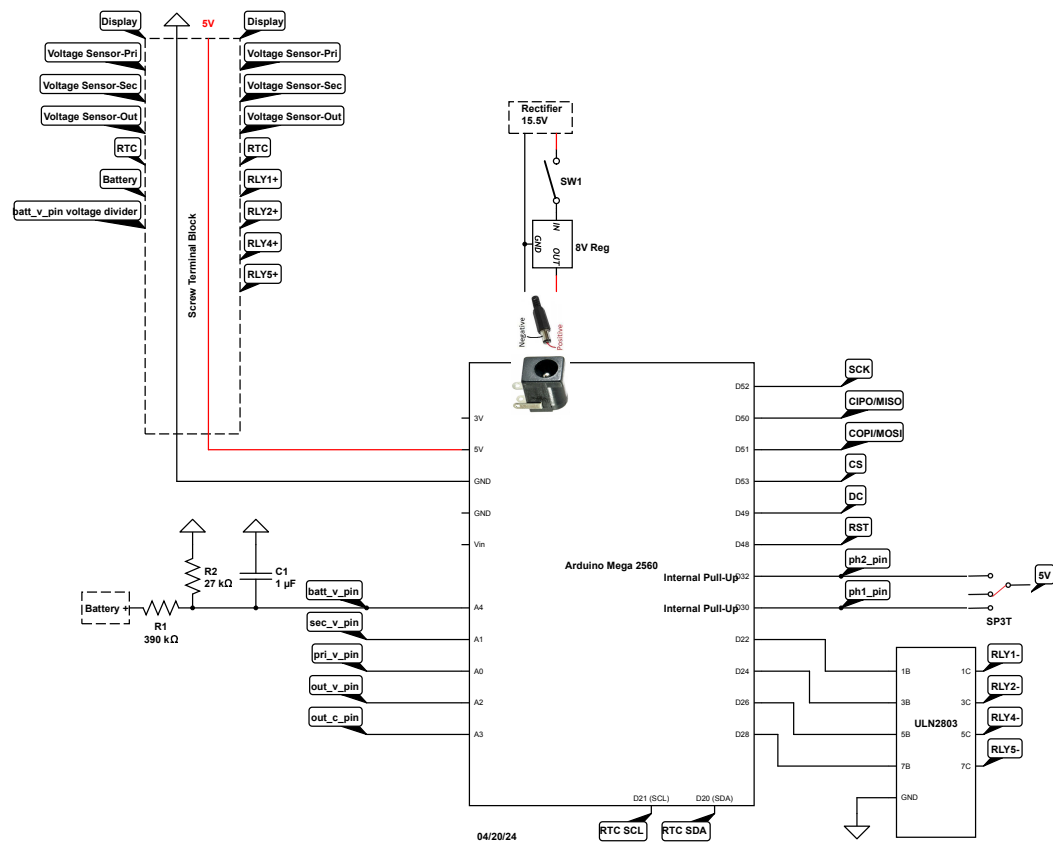 Display
5V
Display
Voltage Sensor-Pri
Voltage Sensor-Pri
Voltage Sensor-Sec
Voltage Sensor-Sec
Voltage Sensor-Out
Voltage Sensor-Out
RTC
RTC
Battery
RLY1+
batt_v_pin voltage divider
RLY2+
RLY4+
RLY5+
Screw Terminal Block
Rectifier
15.5V
SW1
IN
GND
OUT
8V Reg
Negative
Positive
3V
5V
GND
GND
Vin
A4
A1
A0
A2
A3
Arduino Mega 2560
D52
SCK
D50
CIPO/MISO
D51
COPI/MOSI
D53
CS
D49
DC
D48
RST
Internal Pull-Up
D32
ph2_pin
Internal Pull-Up
D30
ph1_pin
5V
SP3T
D22
D24
D26
D28
R2
27 kΩ
C1
1 µF
Battery +
R1
390 kΩ
batt_v_pin
sec_v_pin
pri_v_pin
out_v_pin
out_c_pin
1B
1C
RLY1-
3B
3C
RLY2-
ULN2803
5B
5C
RLY4-
7B
7C
RLY5-
GND
D21 (SCL)
D20 (SDA)
RTC SCL
RTC SDA
04/20/24